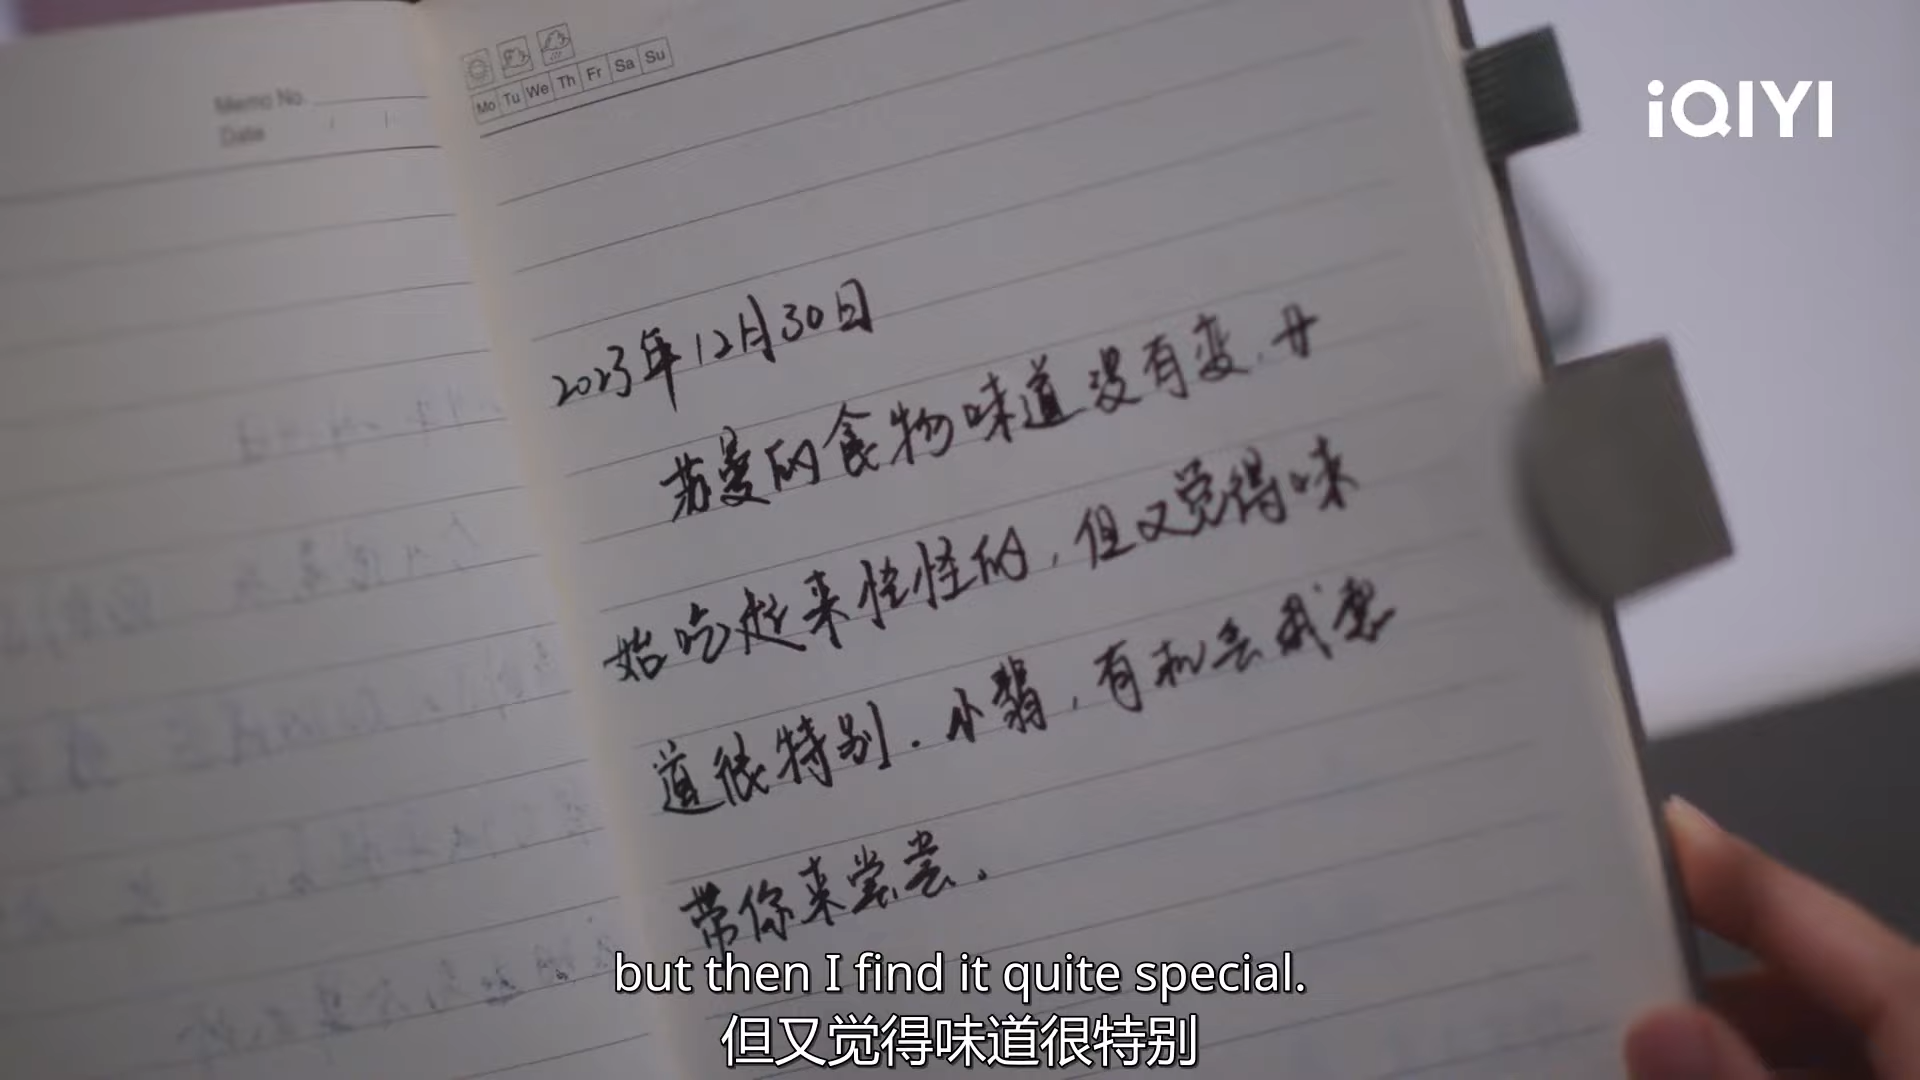 iQIYI
Memo No.
Date
Mo Tu We Th Fr Sa Su
2023年12月30日
苏曼的食物味道没有变,开
始吃起来怪怪的,但又觉得味
道很特别.小翡,有机会我想
带你来尝尝.
but then I find it quite special.
但又觉得味道很特别